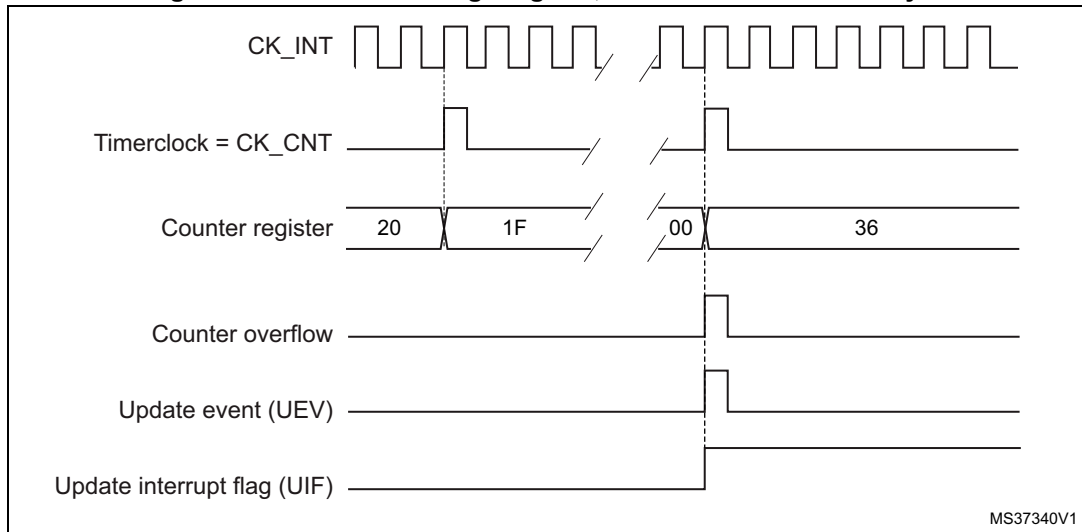 CK_INT
Timerclock = CK_CNT
Counter register 20 1F 00 36
Counter overflow
Update event (UEV)
Update interrupt flag (UIF)
MS37340V1